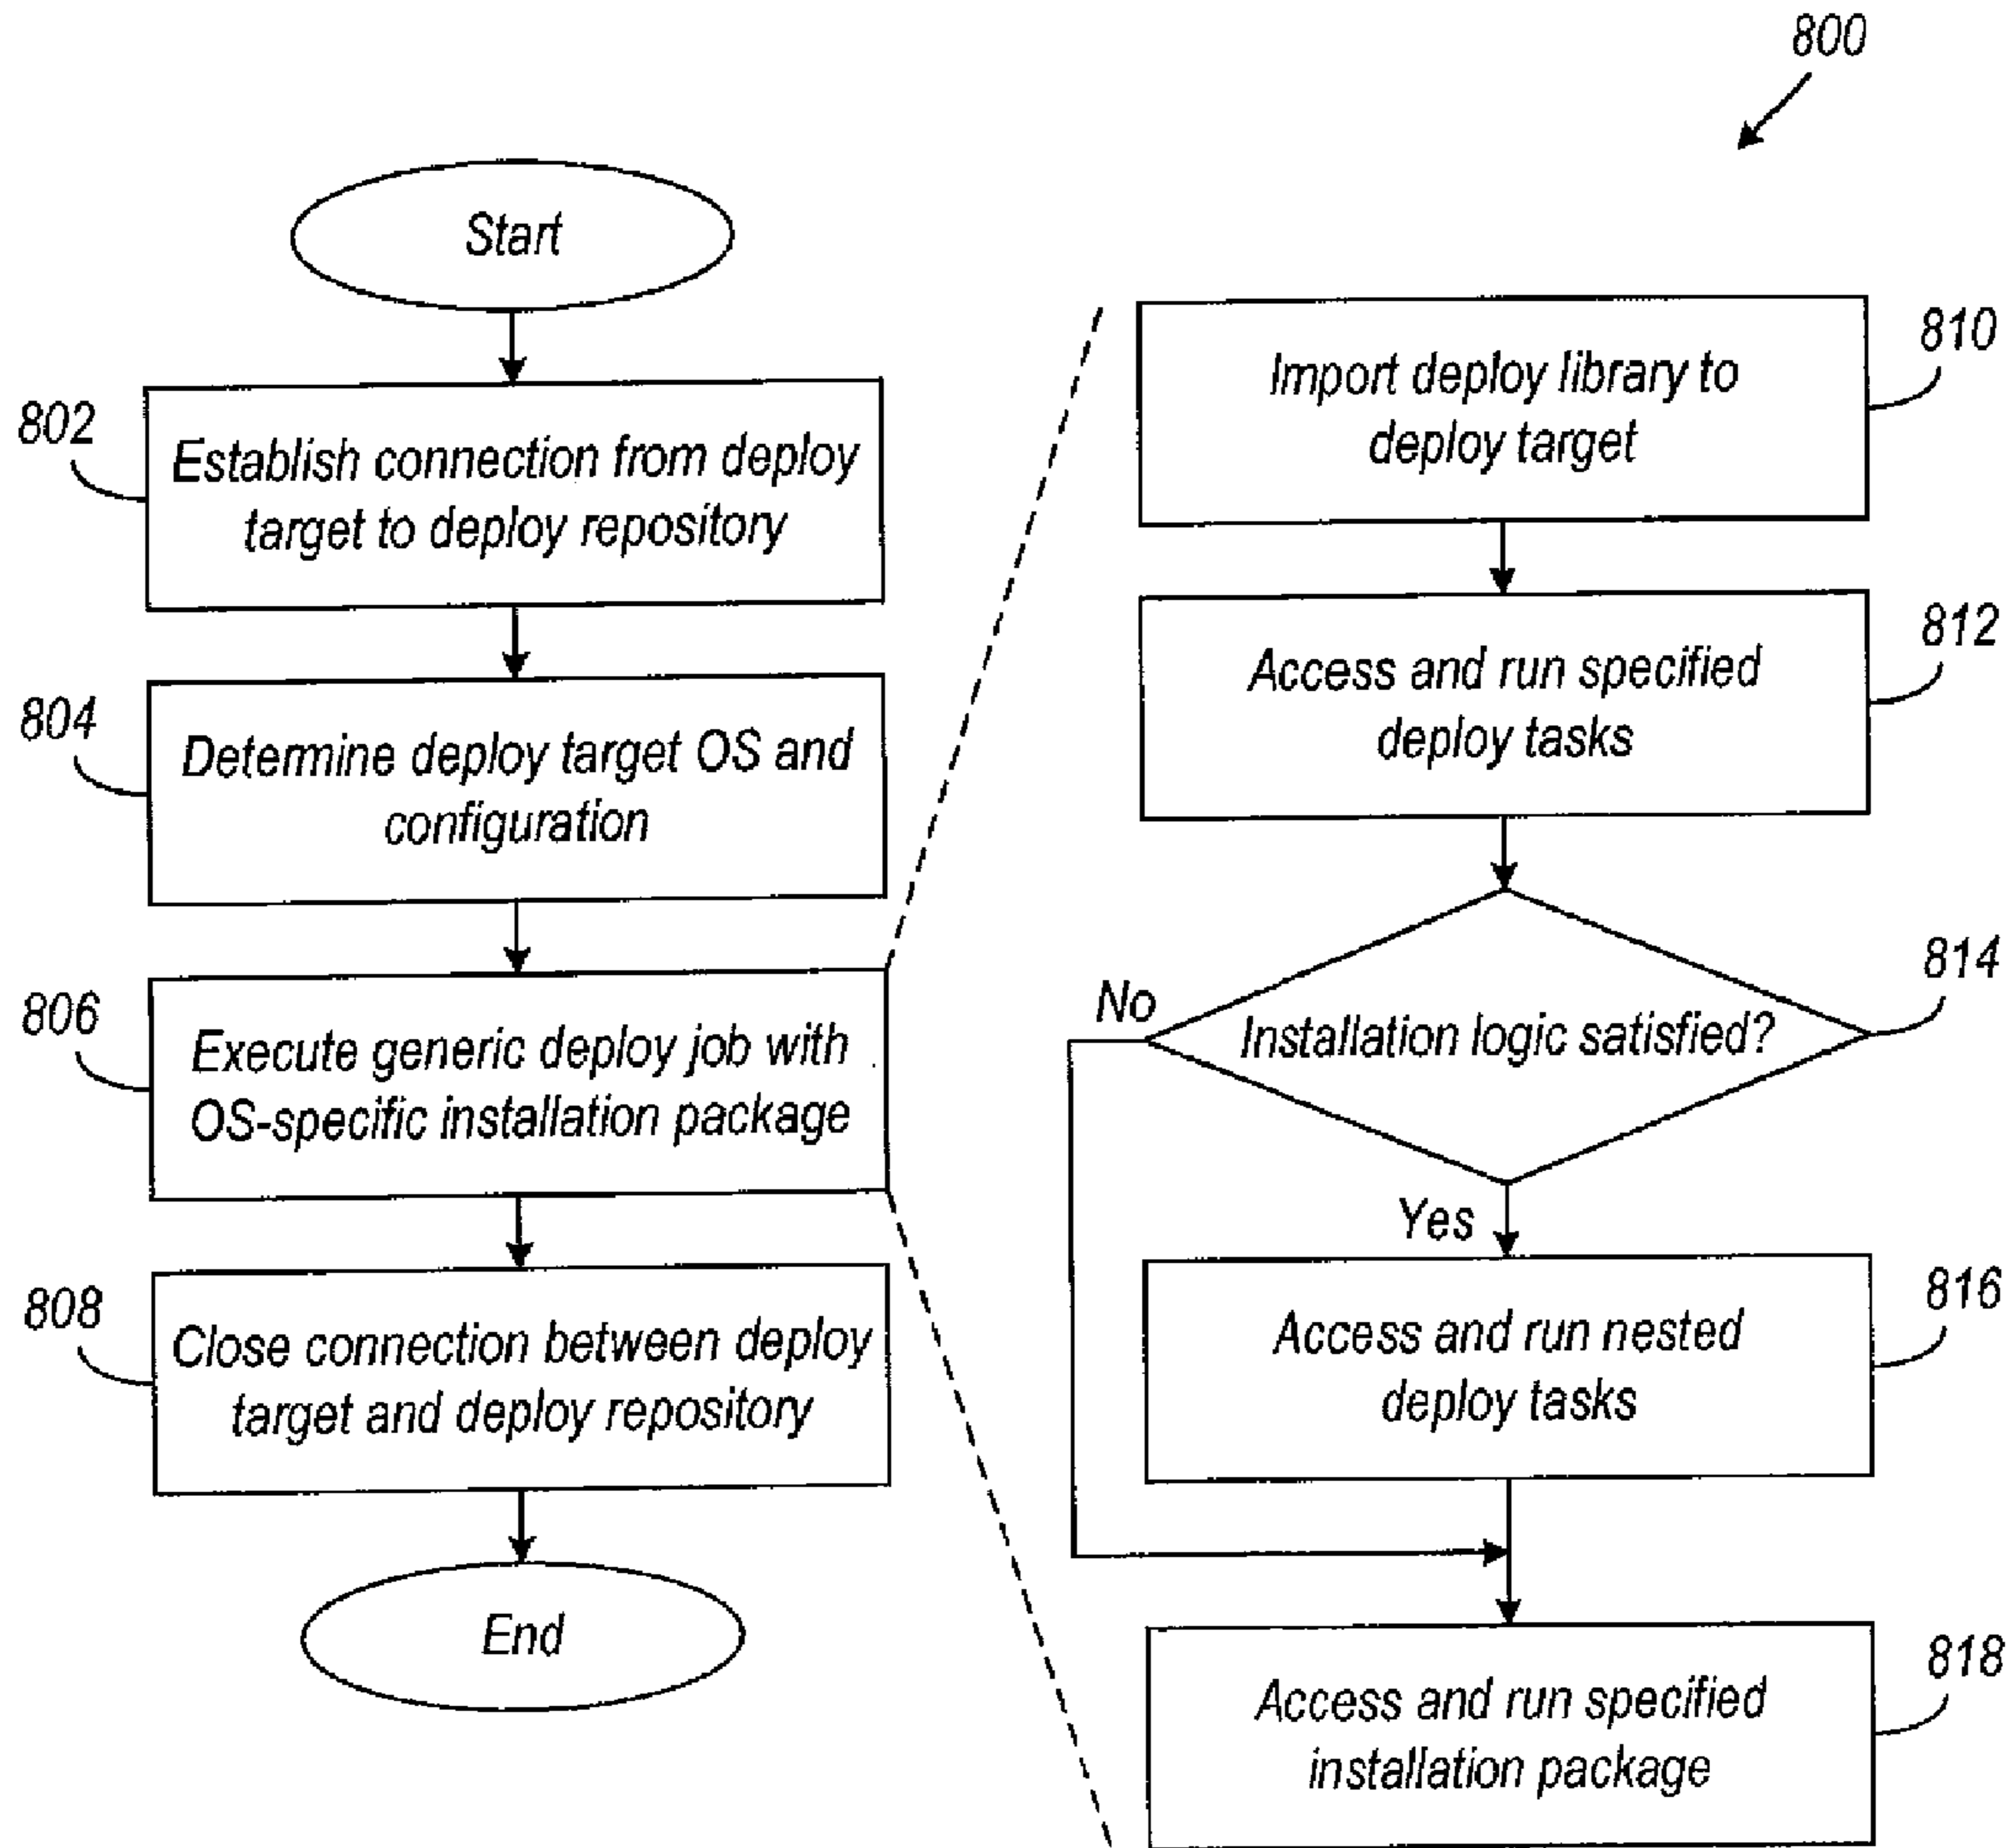 800
Start
802
Establish connection from deploy
target to deploy repository
804
Determine deploy target OS and
configuration
806
Execute generic deploy job with
OS-specific installation package
808
Close connection between deploy
target and deploy repository
End
810
Import deploy library to
deploy target
812
Access and run specified
deploy tasks
814
No
Installation logic satisfied?
Yes
816
Access and run nested
deploy tasks
818
Access and run specified
installation package